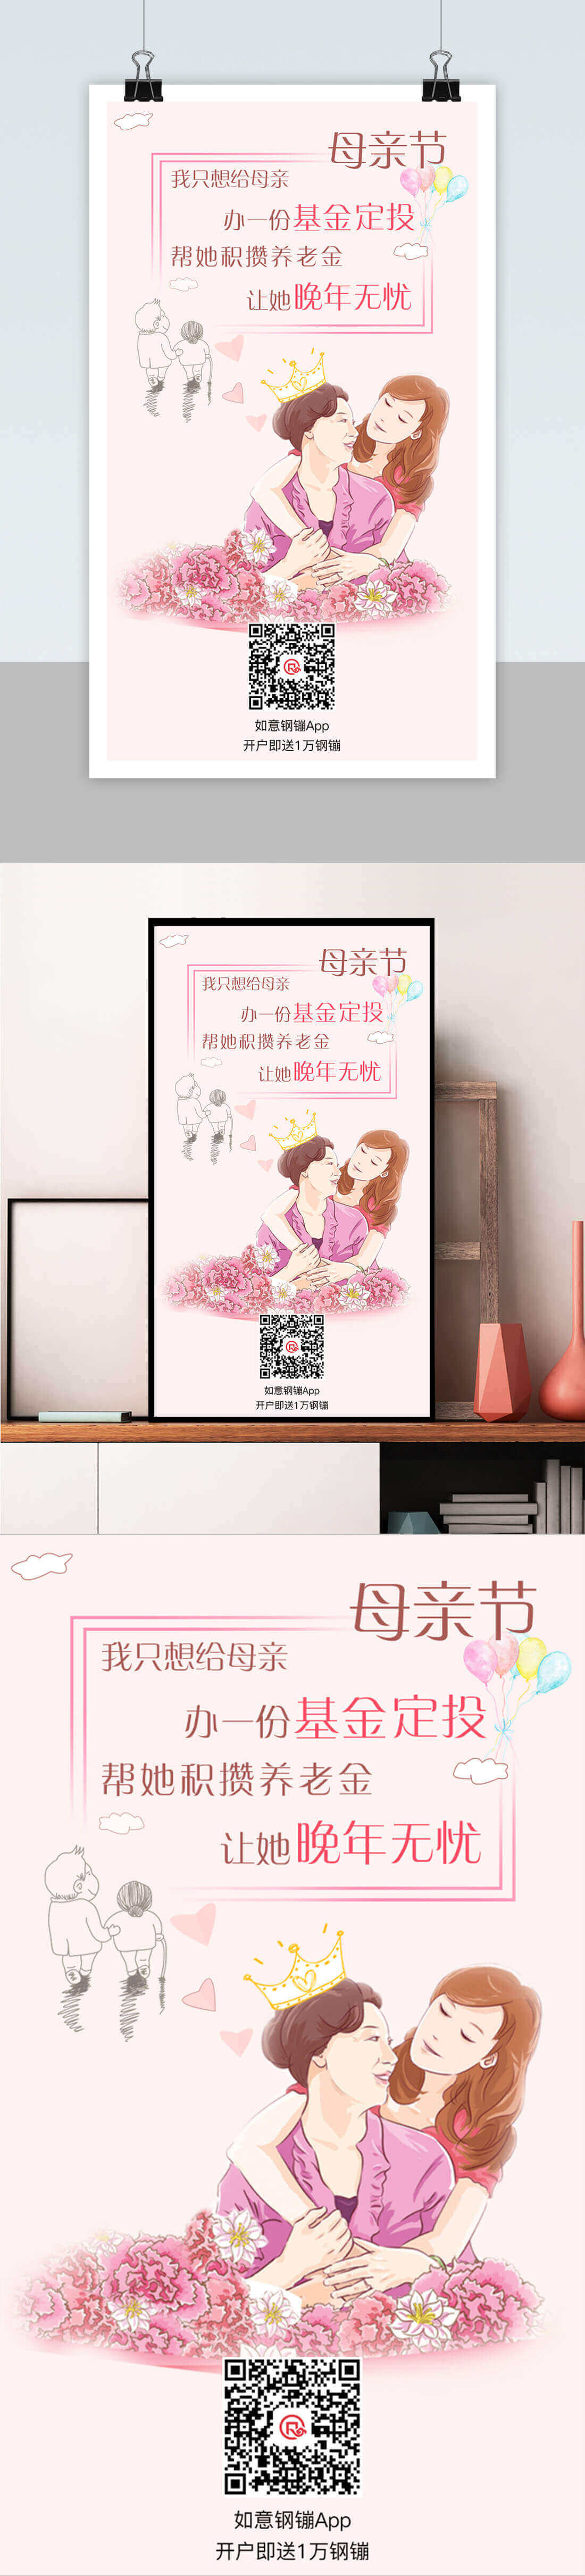 母亲节
我只想给母亲
办一份基金定投
帮她积攒养老金
让她晚年无忧
如意钢镚App
开户即送1万钢镚
母亲节
我只想给母亲
办一份基金定投
帮她积攒养老金
让她晚年无忧
如意钢镚App
开户即送1万钢镚
母亲节
我只想给母亲
办一份基金定投
帮她积攒养老金
让她晚年无忧
如意钢镚App
开户即送1万钢镚